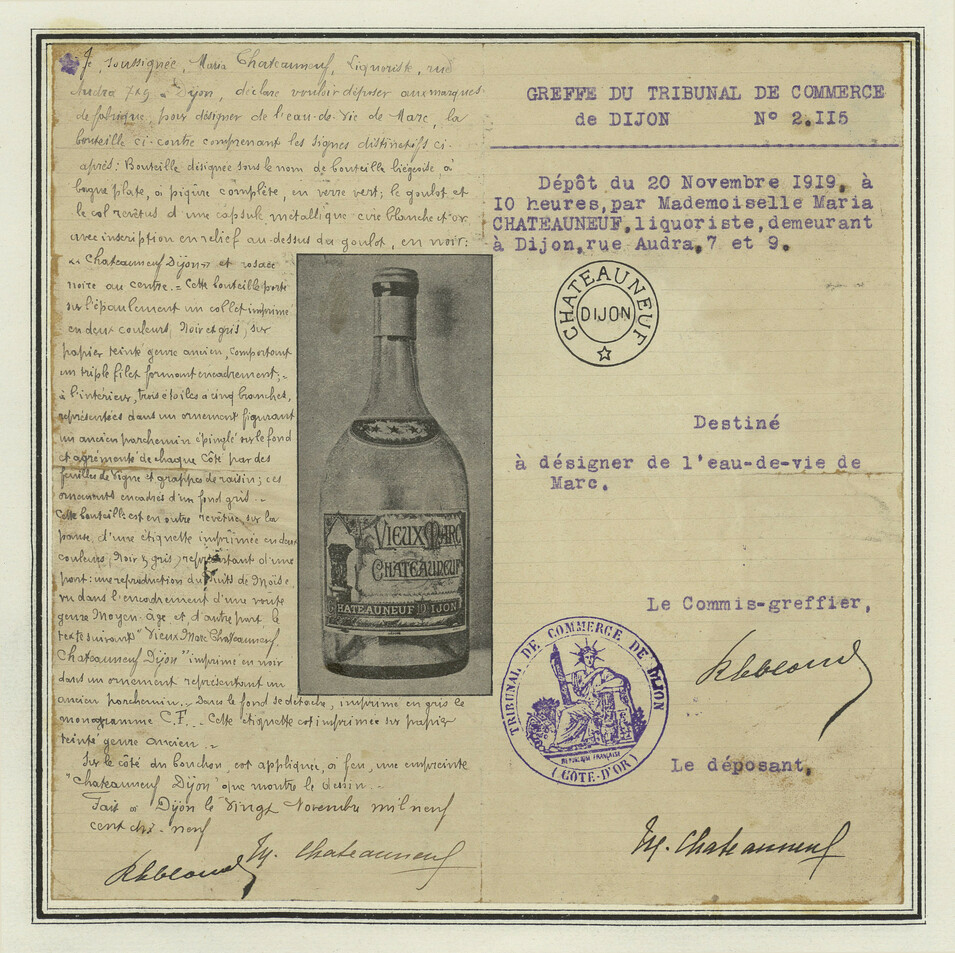 Je, soussignée, Maria Chateauneuf, Liquoriste, rue
Audra 7 & 9 à Dijon, déclare vouloir déposer aux marques
de fabrique, pour désigner de l'eau-de-vie de Marc, la
bouteille ci-contre comprenant les signes distinctifs ci-
après: Bouteille désignée sous le nom de bouteille liégeoise, à
bague plate, à piqûre complète, en verre vert; le goulot et
le col revêtus d'une capsule métallique cirée blanche et or
avec inscription en relief au-dessus du goulot, en noir:
"Chateauneuf Dijon" et rosace
noire au centre.= Cette bouteille porte
sur l'épaulement un collet imprimé
en deux couleurs, Noir et gris, sur
papier teinté genre ancien, comportant
un triple filet formant encadrement;-
à l'intérieur, trois étoiles à cinq branches,
représentées dans un ornement figurant
un ancien parchemin épinglé sur le fond
et agrémenté de chaque côté par des
feuilles de Vigne et grappes de raisin; ces
ornements encadrés d'un fond gris.-
Cette bouteille est en outre revêtue, sur la
panse, d'une étiquette imprimée en deux
couleurs, (Noir & gris) représentant d'une
part: une reproduction du Puits de Moïse,
vu dans l'encadrement d'une voûte
genre Moyen-âge et, d'autre part, le
texte suivant "Vieux Marc Chateauneuf
Chateauneuf Dijon" imprimé en noir
dans un ornement représentant un
ancien parchemin.- Dans le fond se détache, imprimé en gris le
monogramme C.F.- Cette étiquette est imprimée sur papier
teinté genre ancien.-
Sur le côté du bouchon, est appliquée, à feu, une empreinte
"Chateauneuf Dijon" que montre le dessin.-
Fait à Dijon le Vingt Novembre mil neuf
cent dix-neuf
M. Chateauneuf
VIEUX MARC
CHATEAUNEUF
CHATEAUNEUF DIJON
GREFFE DU TRIBUNAL DE COMMERCE
de DIJON N° 2.115
Dépôt du 20 Novembre 1919, à
10 heures,par Mademoiselle Maria
CHATEAUNEUF,liquoriste,demeurant
à Dijon,rue Audra,7 et 9.
CHATEAUNEUF
DIJON
Destiné
à désigner de l'eau-de-vie de
Marc.
Le Commis-greffier,
TRIBUNAL DE COMMERCE DE DIJON
RÉPUBLIQUE FRANÇAISE
(CÔTE-D'OR)
Le déposant,
M. Chateauneuf